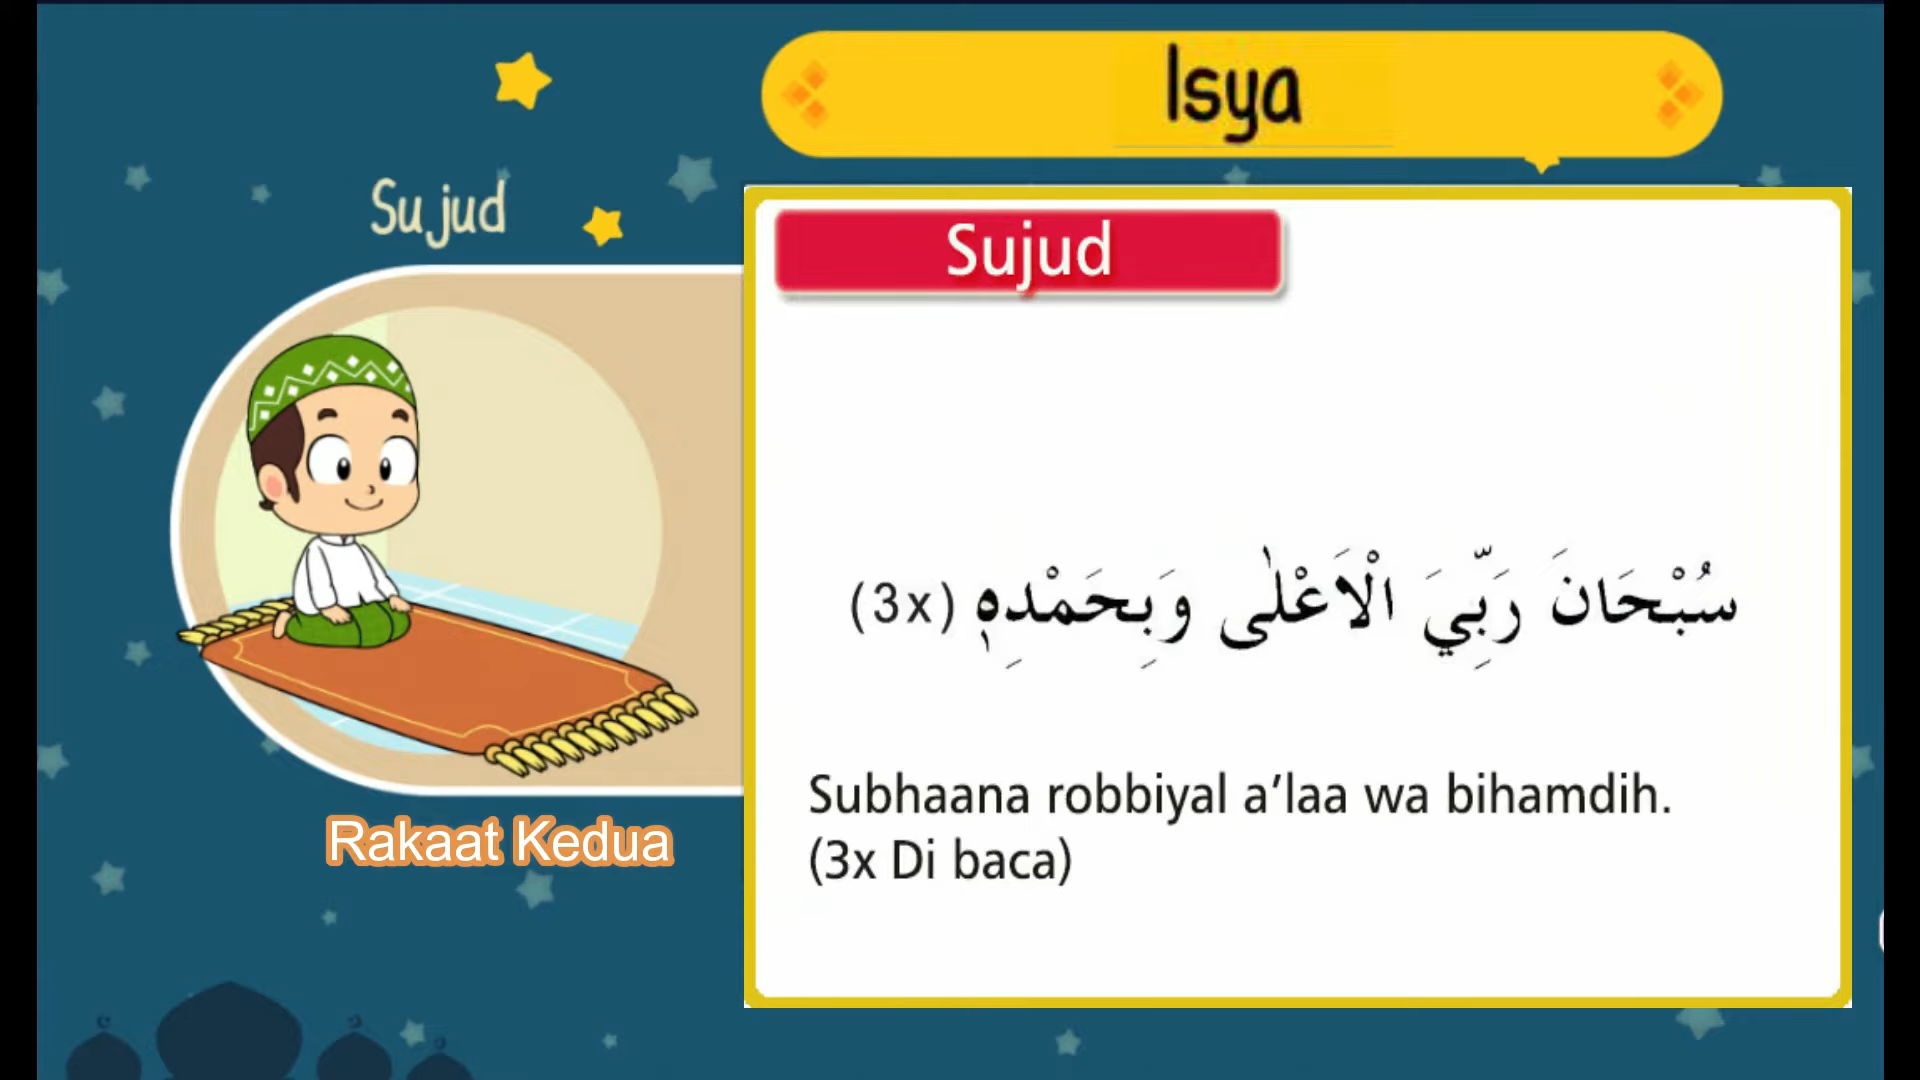 Isya
Sujud
Rakaat Kedua
Sujud
سُبْحَانَ رَبِّيَ الْاَعْلٰى وَبِحَمْدِهٖ (3x)
Subhaana robbiyal a’laa wa bihamdih.
(3x Di baca)